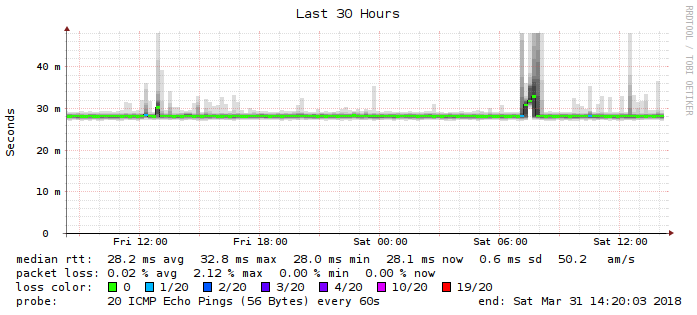 Last 30 Hours
RRDTOOL / TOBI OETIKER
Seconds
40 m
30 m
20 m
10 m
0
Fri 12:00 Fri 18:00 Sat 00:00 Sat 06:00 Sat 12:00
median rtt: 28.2 ms avg 32.8 ms max 28.0 ms min 28.1 ms now 0.6 ms sd 50.2 am/s
packet loss: 0.02 % avg 2.12 % max 0.00 % min 0.00 % now
loss color: 0 1/20 2/20 3/20 4/20 10/20 19/20
probe: 20 ICMP Echo Pings (56 Bytes) every 60s end: Sat Mar 31 14:20:03 2018